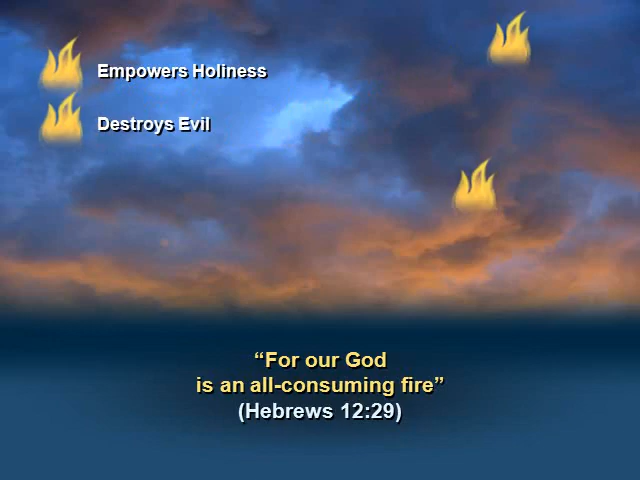 Empowers Holiness
Destroys Evil
“For our God
is an all-consuming fire”
(Hebrews 12:29)